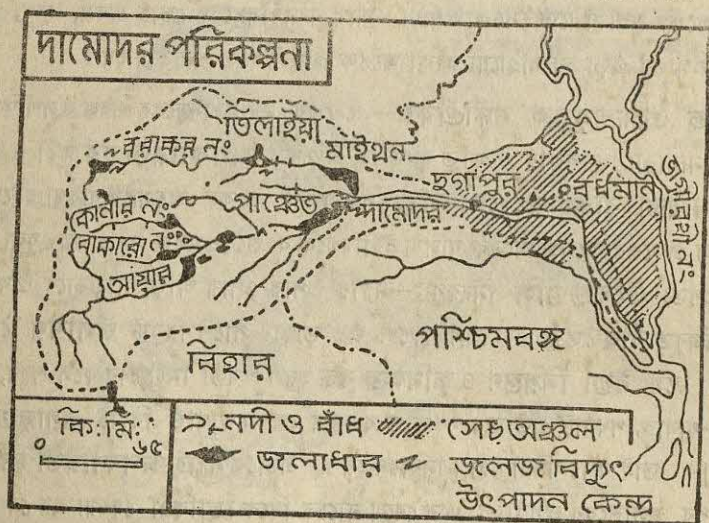 দামোদর পরিকল্পনা
তিলাইয়া
বরাকর নং
মাইথন
দুর্গাপুর
বর্ধমান
ভাগীরথী নং
পাঞ্চেত
দামোদর
কোনার নং
বোকারো নং
আয়ার
পশ্চিমবঙ্গ
বিহার
কি: মি:
০ ৬৫
নদী ও বাঁধ
সেচ অঞ্চল
জলাধার
জলজ বিদ্যুৎ
উৎপাদন কেন্দ্র